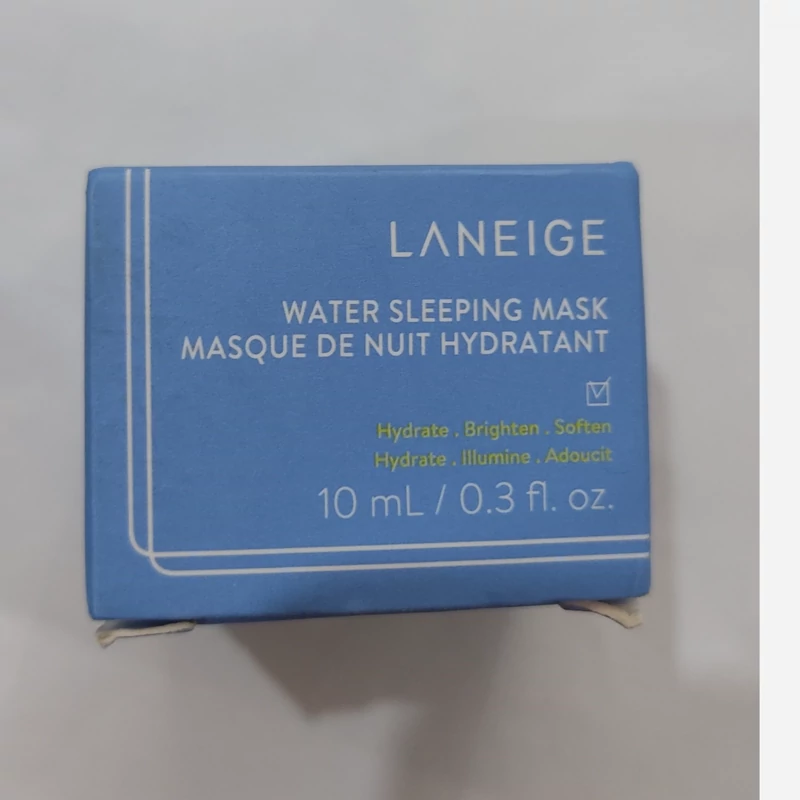 LANEIGE
WATER SLEEPING MASK
MASQUE DE NUIT HYDRATANT
Hydrate . Brighten . Soften
Hydrate . Illumine . Adoucit
10 mL / 0.3 fl. oz.